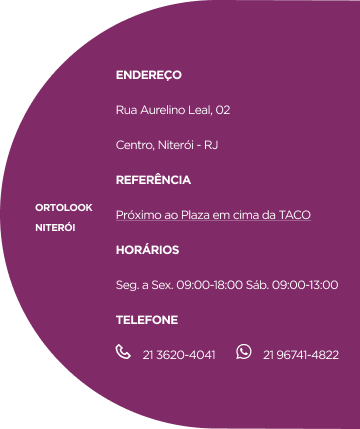 ENDEREÇO
Rua Aurelino Leal, 02
Centro, Niterói - RJ
REFERÊNCIA
ORTOLOOK
NITERÓI
Próximo ao Plaza em cima da TACO
HORÁRIOS
Seg. a Sex. 09:00-18:00 Sáb. 09:00-13:00
TELEFONE
21 3620-4041 21 96741-4822